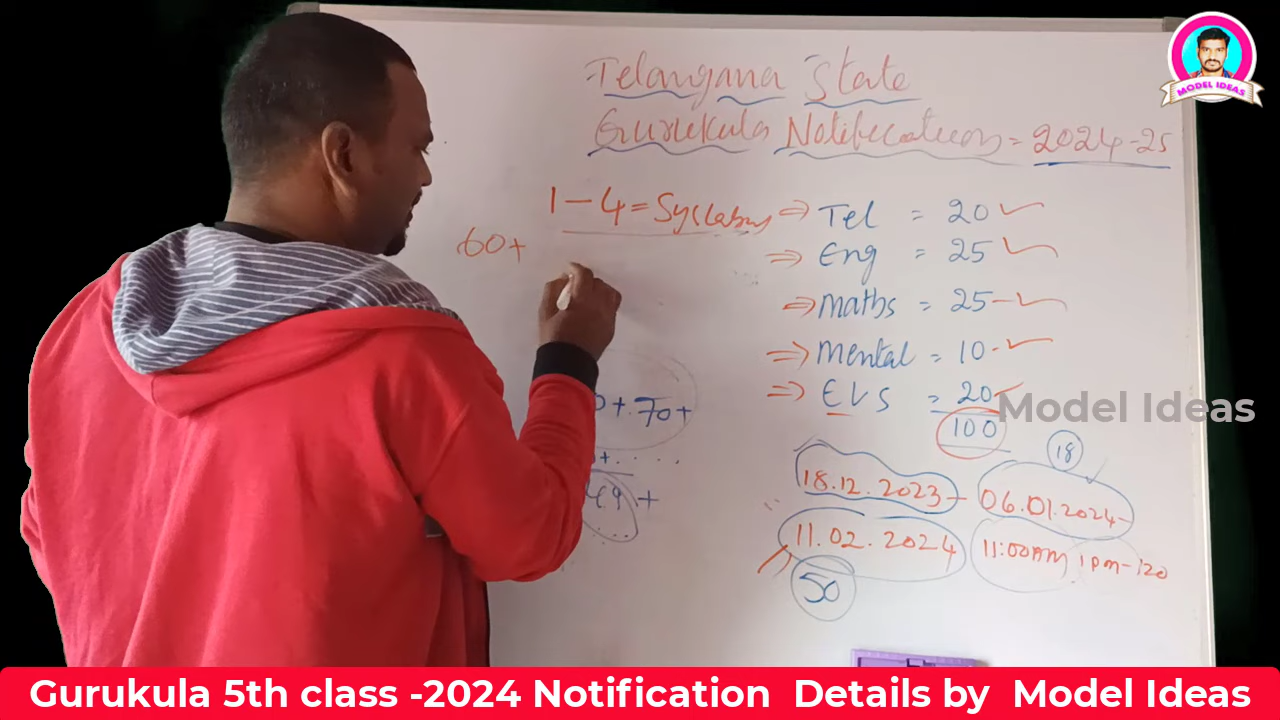 MODEL IDEAS
Telangana State
Gurukula Notification = 2024-25
1-4 = Syllabus ⇒ Tel = 20 ✓
60+
⇒ Eng = 25 ✓
⇒ Maths = 25 - ✓
⇒ Mental = 10 - ✓
⇒ EVS = 20 ✓
100
70+
49+
Model Ideas
18
18.12.2023 - 06.01.2024-
11.02.2024 11:00AM 1pm-120
50
Gurukula 5th class -2024 Notification Details by Model Ideas